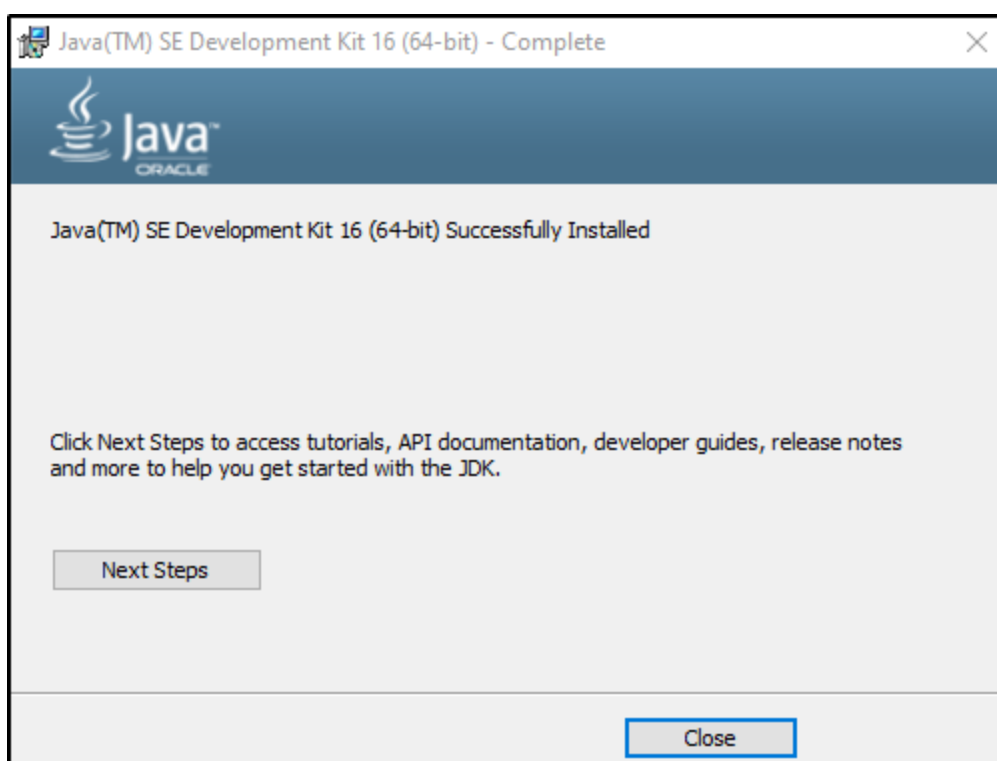 Java(TM) SE Development Kit 16 (64-bit) - Complete
Java™
ORACLE
Java(TM) SE Development Kit 16 (64-bit) Successfully Installed
Click Next Steps to access tutorials, API documentation, developer guides, release notes
and more to help you get started with the JDK.
Next Steps
Close